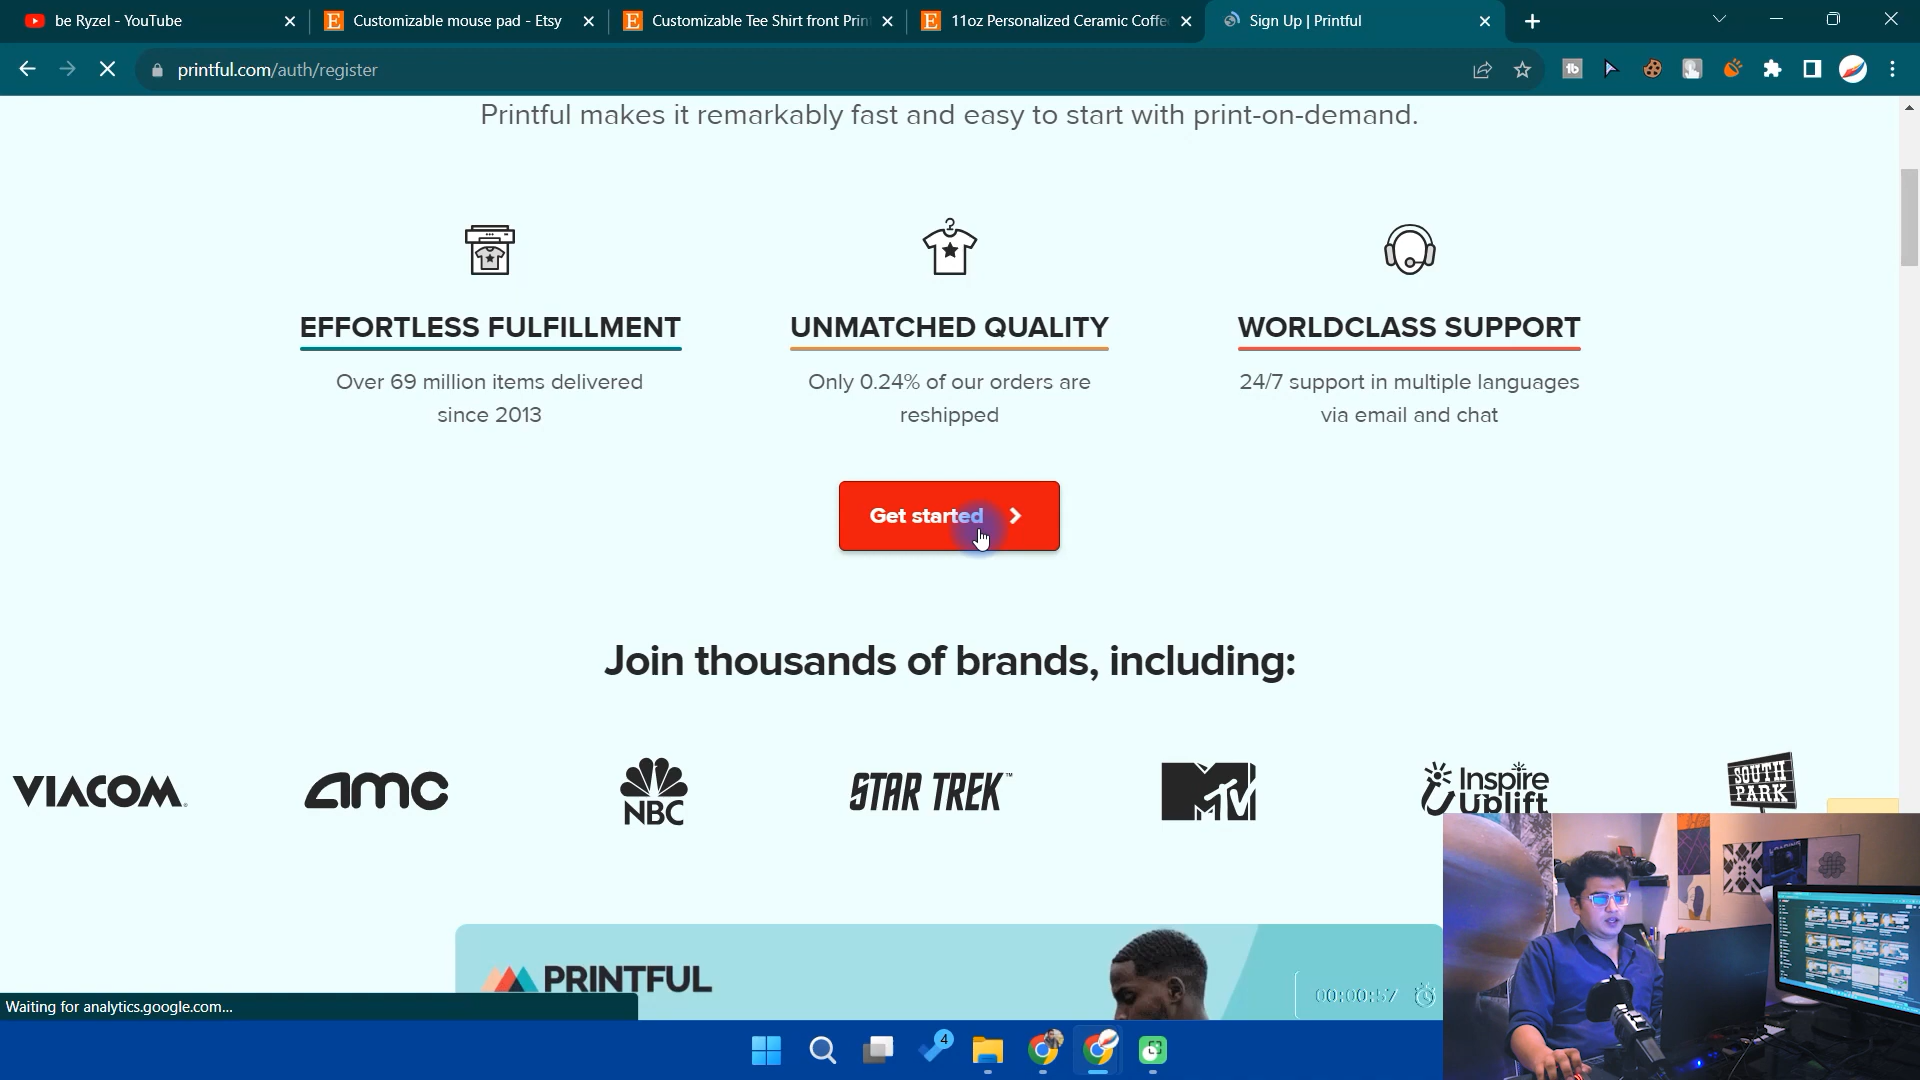 be Ryzel - YouTube
Customizable mouse pad - Etsy
Customizable Tee Shirt front Prin
11oz Personalized Ceramic Coffe
Sign Up | Printful
printful.com/auth/register
Printful makes it remarkably fast and easy to start with print-on-demand.
EFFORTLESS FULFILLMENT
Over 69 million items delivered
since 2013
UNMATCHED QUALITY
Only 0.24% of our orders are
reshipped
WORLDCLASS SUPPORT
24/7 support in multiple languages
via email and chat
Get started
Join thousands of brands, including:
VIACOM
amc
NBC
STAR TREK™
MTV
Inspire
Uplift
SOUTH
PARK
PRINTFUL
00:00:57
Waiting for analytics.google.com...
4